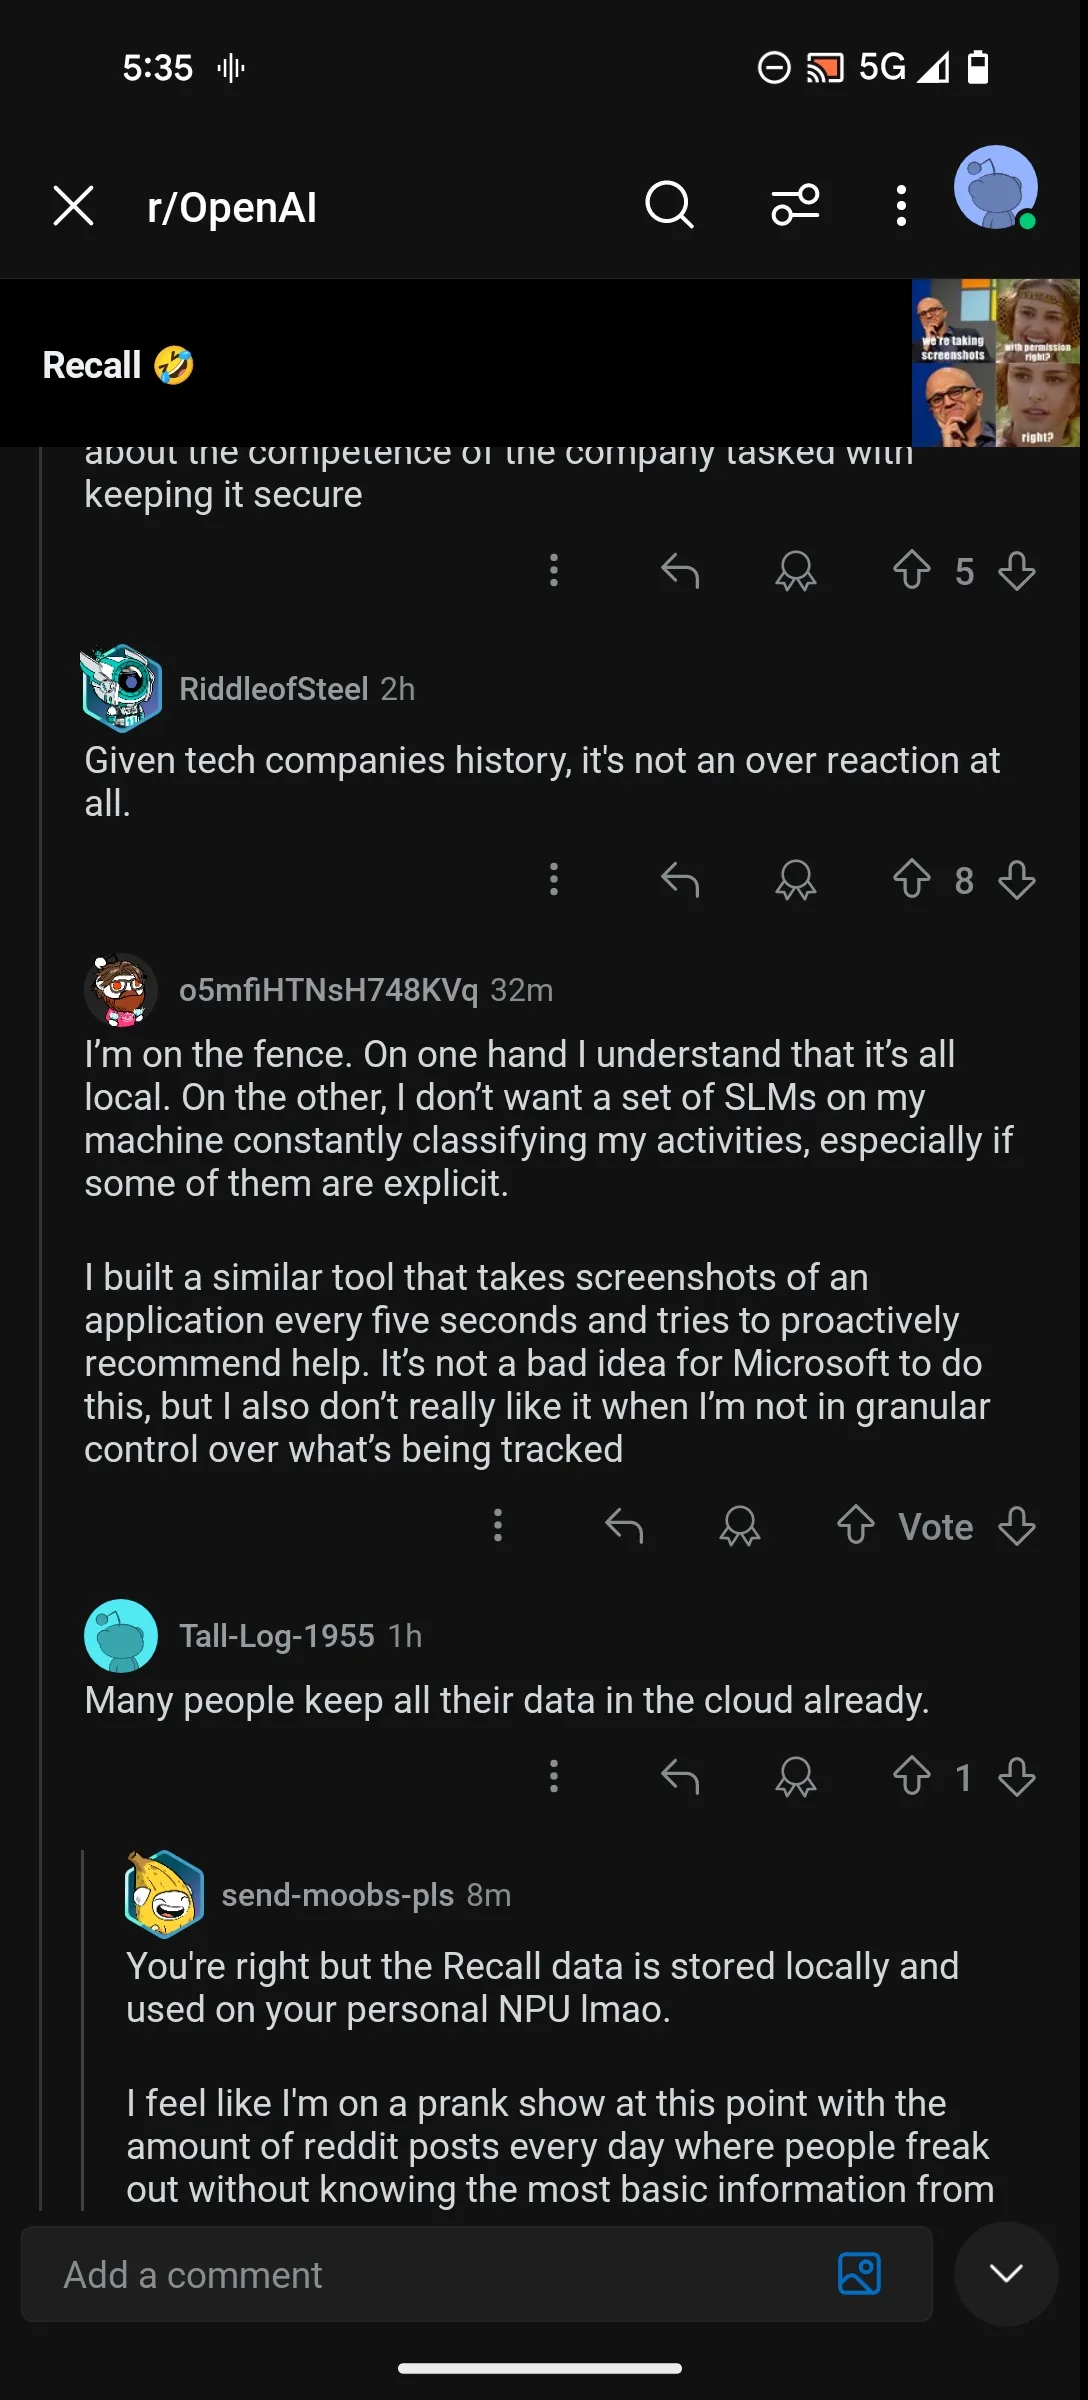 5:35
5G
r/OpenAI
Recall 🤣
we're taking
screenshots
with permission
right?
right?
about the competence of the company tasked with
keeping it secure
5
RiddleofSteel 2h
Given tech companies history, it's not an over reaction at
all.
8
o5mfiHTNsH748KVq 32m
I’m on the fence. On one hand I understand that it’s all
local. On the other, I don’t want a set of SLMs on my
machine constantly classifying my activities, especially if
some of them are explicit.
I built a similar tool that takes screenshots of an
application every five seconds and tries to proactively
recommend help. It’s not a bad idea for Microsoft to do
this, but I also don’t really like it when I’m not in granular
control over what’s being tracked
Vote
Tall-Log-1955 1h
Many people keep all their data in the cloud already.
1
send-moobs-pls 8m
You're right but the Recall data is stored locally and
used on your personal NPU lmao.
I feel like I'm on a prank show at this point with the
amount of reddit posts every day where people freak
out without knowing the most basic information from
Add a comment